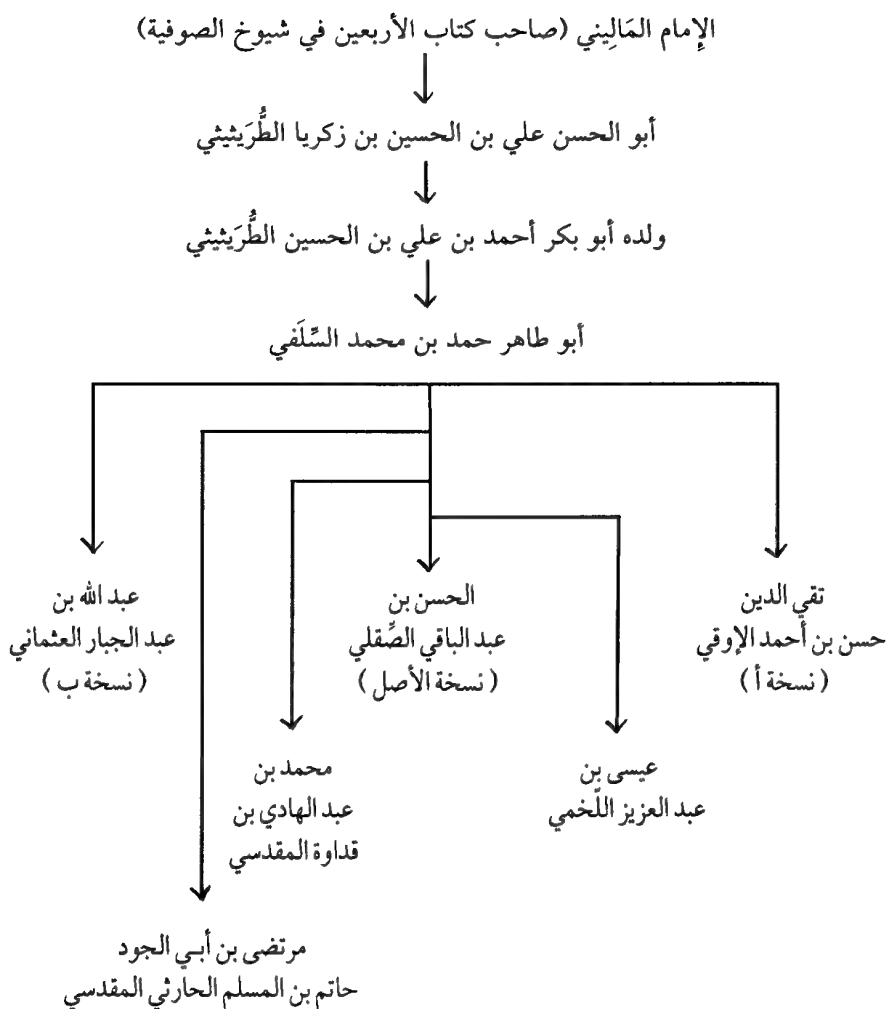 الإمام المَالِيني (صاحب كتاب الأربعين في شيوخ الصوفية)
أبو الحسن علي بن الحسين بن زكريا الطُّرَيثيثي
ولده أبو بكر أحمد بن علي بن الحسين الطُّرَيثيثي
أبو طاهر حمد بن محمد السِّلَفي
تقي الدين
حسن بن أحمد الإوقي
(نسخة أ)
الحسن بن
عبد الباقي الصِّقلي
(نسخة الأصل)
عبد الله بن
عبد الجبار العثماني
(نسخة ب)
عيسى بن
عبد العزيز اللّخمي
محمد بن
عبد الهادي بن
قداوة المقدسي
مرتضى بن أبي الجود
حاتم بن المسلم الحارثي المقدسي